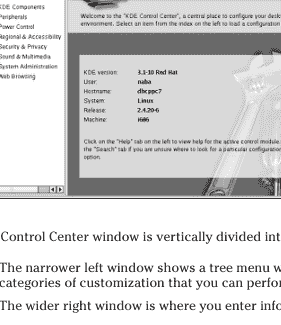 KDE Components
Peripherals
Power Control
Regional & Accessibility
Security & Privacy
Sound & Multimedia
System Administration
Web Browsing
Welcome to the "KDE Control Center", a central place to configure your desk
environment. Select an item from the index on the left to load a configuration
KDE version: 3.1-10 Red Hat
User: naba
Hostname: dhcppc7
System: Linux
Release: 2.4.20-6
Machine: i686
Click on the "Help" tab on the left to view help for the active control module.
the "Search" tab if you are unsure where to look for a particular configuration
option.
Control Center window is vertically divided int
The narrower left window shows a tree menu w
categories of customization that you can perfor
The wider right window is where you enter info